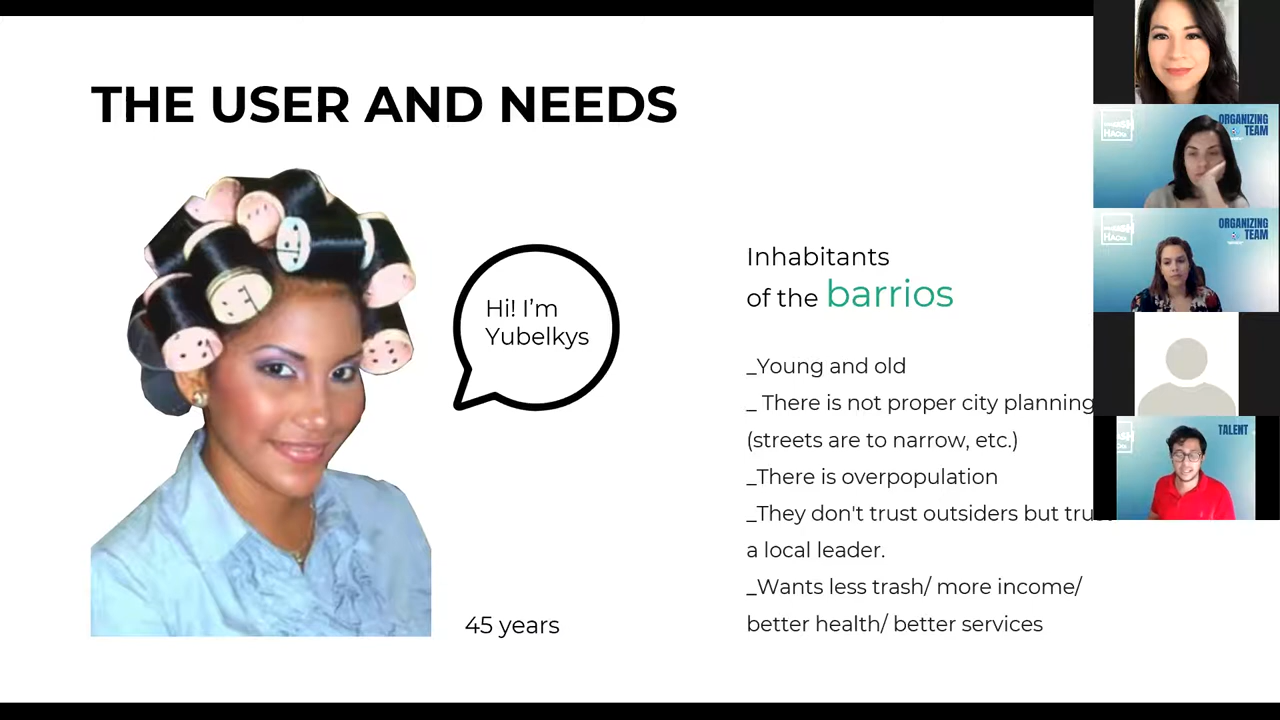 THE USER AND NEEDS
Hi! I’m
Yubelkys
45 years
Inhabitants
of the barrios
_Young and old
_ There is not proper city planning
(streets are to narrow, etc.)
_There is overpopulation
_They don't trust outsiders but
a local leader.
_Wants less trash/ more income/
better health/ better services
ORGANIZING
TEAM
ORGANIZING
TEAM
TALENT